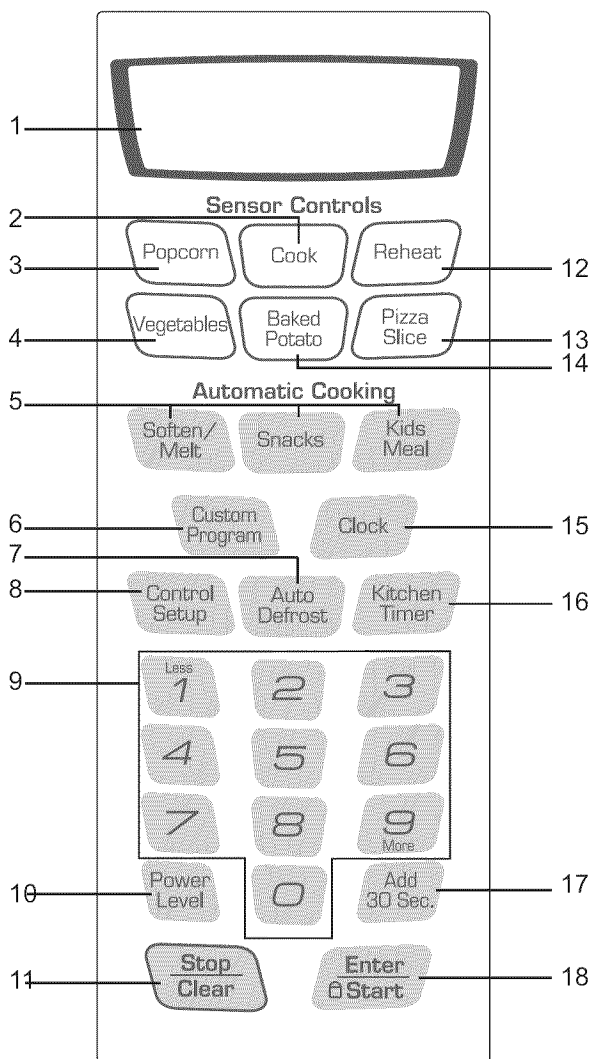 1
Sensor Controls
2
Popcorn
Cook
Reheat
3
12
Vegetables
Baked
Potato
Pizza
Slice
4
13
14
Automatic Cooking
5
Soften/
Melt
Snacks
Kids
Meal
6
Custom
Program
Clock
15
7
8
Control
Setup
Auto
Defrost
Kitchen
Timer
16
9
Less
1
2
3
4
5
6
7
8
9
More
10
Power
Level
0
Add
30 Sec.
17
11
Stop
Clear
Enter
Start
18